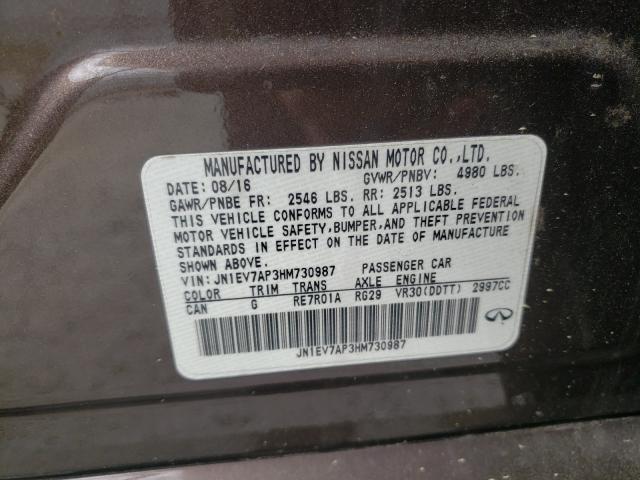 MANUFACTURED BY NISSAN MOTOR CO.,LTD.
DATE: 08/16 GVWR/PNBV: 4980 LBS.
GAWR/PNBE FR: 2546 LBS. RR: 2513 LBS.
THIS VEHICLE CONFORMS TO ALL APPLICABLE FEDERAL
MOTOR VEHICLE SAFETY,BUMPER,AND THEFT PREVENTION
STANDARDS IN EFFECT ON THE DATE OF MANUFACTURE
SHOWN ABOVE.
VIN: JN1EV7AP3HM730987 PASSENGER CAR
COLOR TRIM TRANS AXLE ENGINE
CAN G RE7R01A RG29 VR30(DDTT) 2997CC
JN1EV7AP3HM730987